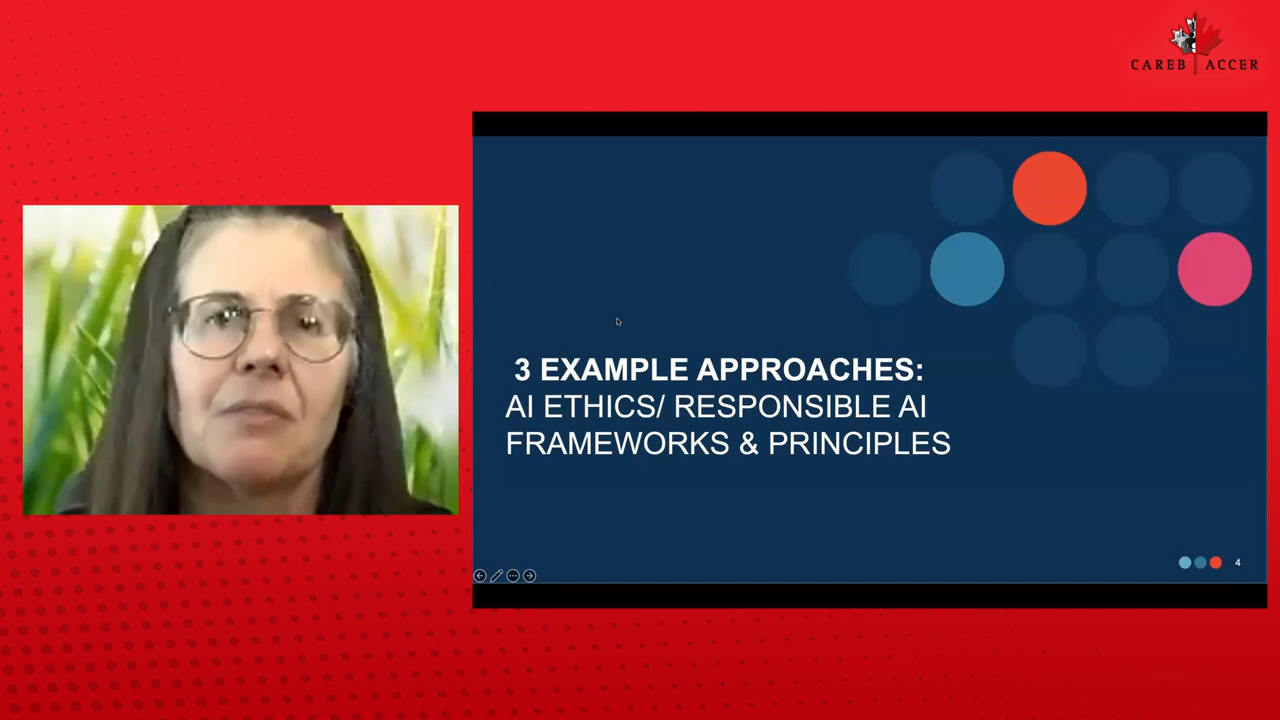 CAREB ACCER
3 EXAMPLE APPROACHES:
AI ETHICS/ RESPONSIBLE AI
FRAMEWORKS & PRINCIPLES
4